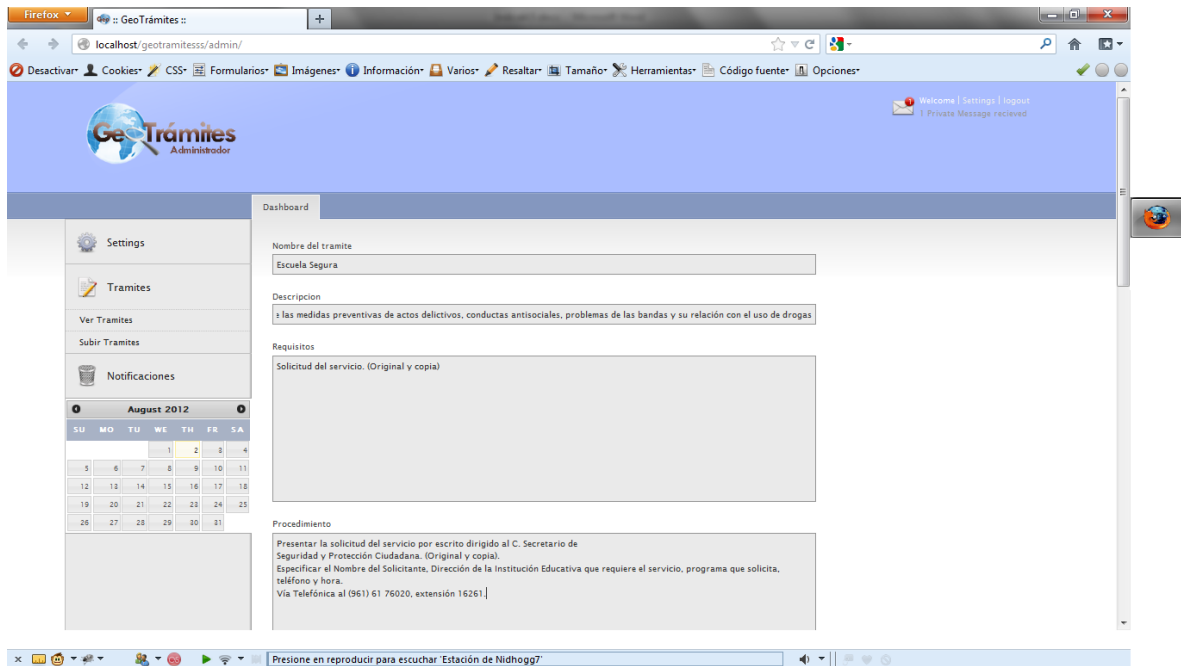 Firefox
:: GeoTrámites ::
+
localhost/geotramitesss/admin/
Desactivar Cookies CSS Formularios Imágenes Información Varios Resaltar Tamaño Herramientas Código fuente Opciones
GeoTrámites
Administrador
1
Welcome | Settings | logout
1 Private Message recieved
Dashboard
Settings
Tramites
Ver Tramites
Subir Tramites
Notificaciones
August 2012
SU MO TU WE TH FR SA
1 2 3 4
5 6 7 8 9 10 11
12 13 14 15 16 17 18
19 20 21 22 23 24 25
26 27 28 29 30 31
Nombre del tramite
Escuela Segura
Descripcion
las medidas preventivas de actos delictivos, conductas antisociales, problemas de las bandas y su relación con el uso de drogas
Requisitos
Solicitud del servicio. (Original y copia)
Procedimiento
Presentar la solicitud del servicio por escrito dirigido al C. Secretario de
Seguridad y Protección Ciudadana. (Original y copia).
Especificar el Nombre del Solicitante, Dirección de la Institución Educativa que requiere el servicio, programa que solicita,
teléfono y hora.
Vía Telefónica al (961) 61 76020, extensión 16261.
Presione en reproducir para escuchar 'Estación de Nidhogg7'